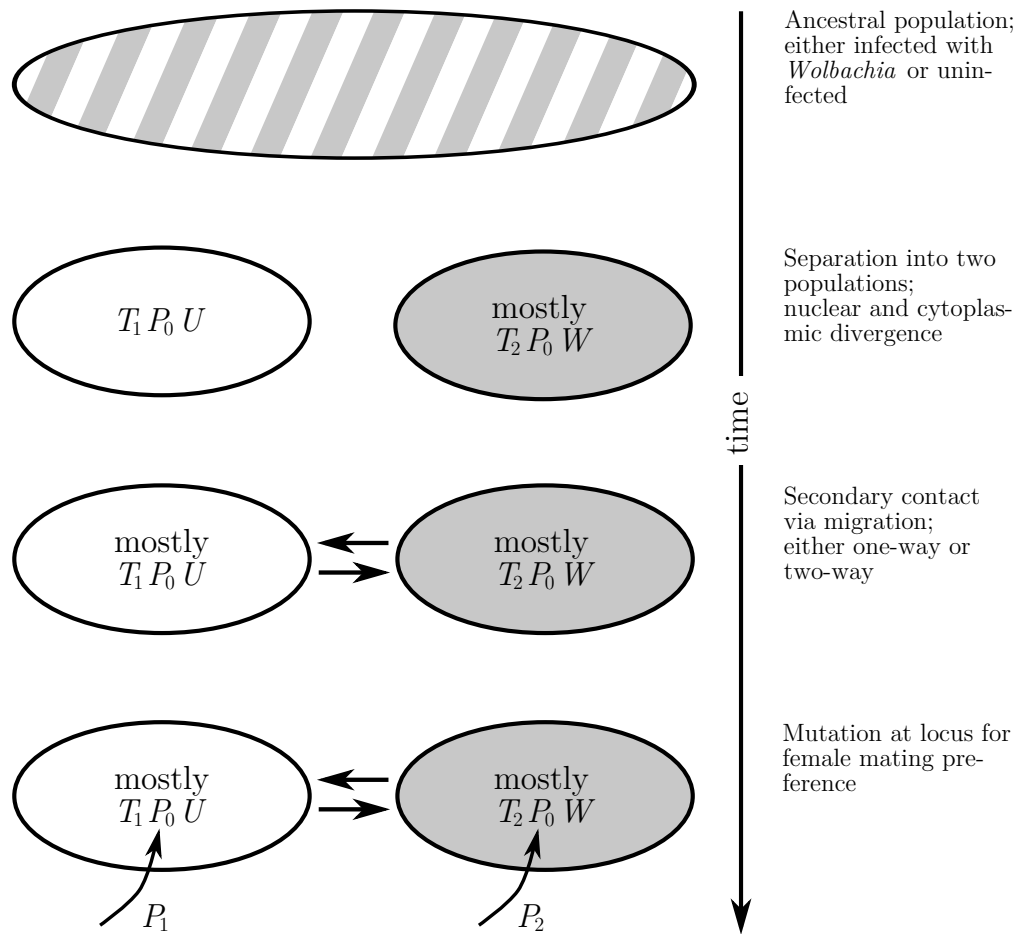 Ancestral population;
either infected with
Wolbachia or unin-
fected
T₁ P₀ U
mostly
T₂ P₀ W
Separation into two
populations;
nuclear and cytoplas-
mic divergence
time
mostly
T₁ P₀ U
mostly
T₂ P₀ W
Secondary contact
via migration;
either one-way or
two-way
mostly
T₁ P₀ U
mostly
T₂ P₀ W
Mutation at locus for
female mating pre-
ference
P₁
P₂